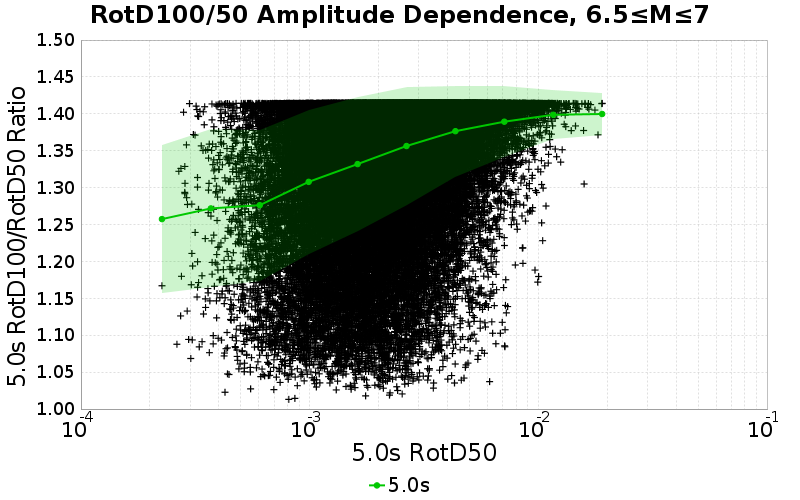 RotD100/50 Amplitude Dependence, 6.5≤M≤7
5.0s RotD100/RotD50 Ratio
1.50
1.45
1.40
1.35
1.30
1.25
1.20
1.15
1.10
1.05
1.00
10-4 10-3 10-2 10-1
5.0s RotD50
5.0s